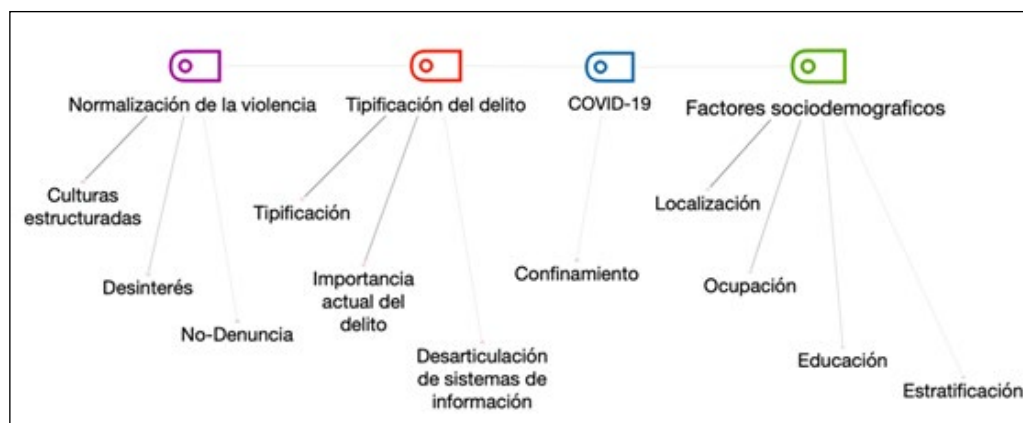 Normalización de la violencia
Tipificación del delito
COVID-19
Factores sociodemograficos
Culturas
estructuradas
Desinterés
No-Denuncia
Tipificación
Importancia
actual del
delito
Desarticulación
de sistemas de
información
Confinamiento
Localización
Ocupación
Educación
Estratificación